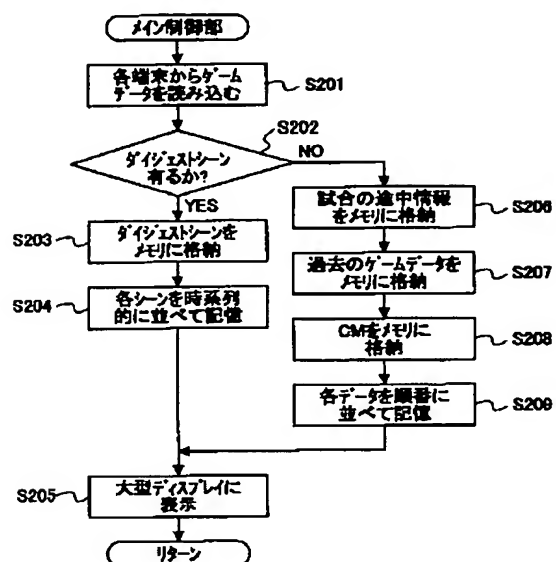 メイン制御部
各端末からゲーム
データを読み込む
S201
S202
ダイジェストシーン
有るか?
NO
YES
試合の途中情報
をメモリに格納
S206
S203
ダイジェストシーンを
メモリに格納
過去のゲームデータを
メモリに格納
S207
S204
各シーンを時系列
的に並べて記憶
CMをメモリに
格納
S208
各データを順番に
並べて記憶
S209
S205
大型ディスプレイに
表示
リターン